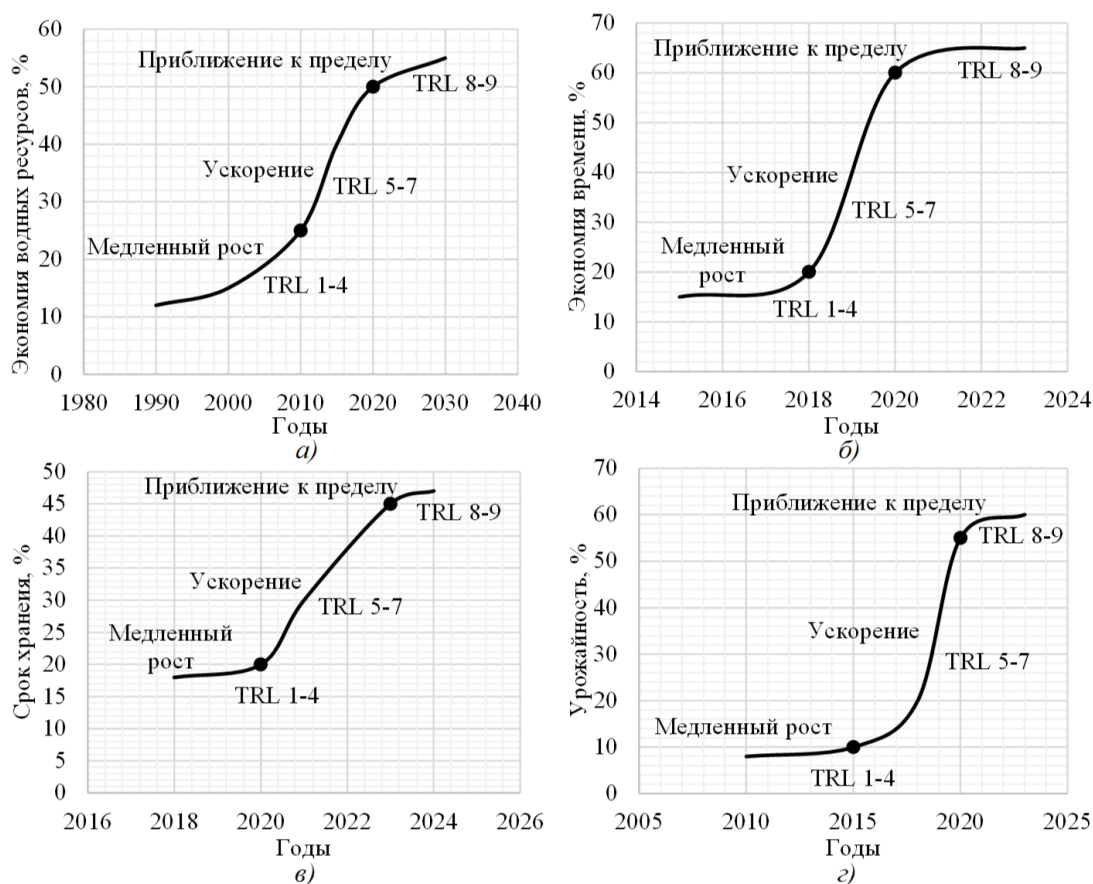 Экономия водных ресурсов, %
60
50
40
30
20
10
0
Приближение к пределу
TRL 8-9
Ускорение
TRL 5-7
Медленный рост
TRL 1-4
1980 1990 2000 2010 2020 2030 2040
Годы
а)
Экономия времени, %
70
60
50
40
30
20
10
0
Приближение к пределу
TRL 8-9
Ускорение
TRL 5-7
Медленный
рост
TRL 1-4
2014 2016 2018 2020 2022 2024
Годы
б)
Срок хранеия, %
50
45
40
35
30
25
20
15
10
5
0
Приближение к пределу
TRL 8-9
Ускорение
TRL 5-7
Медленный
рост
TRL 1-4
2016 2018 2020 2022 2024 2026
Годы
в)
Урожайность, %
70
60
50
40
30
20
10
0
Приближение к пределу
TRL 8-9
Ускорение
TRL 5-7
Медленный рост
TRL 1-4
2005 2010 2015 2020 2025
Годы
г)